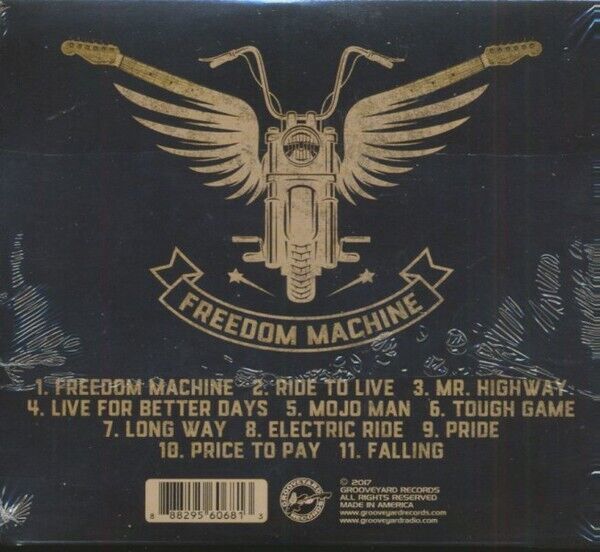 FREEDOM MACHINE
1. FREEDOM MACHINE 2. RIDE TO LIVE 3. MR. HIGHWAY
4. LIVE FOR BETTER DAYS 5. MOJO MAN 6. TOUGH GAME
7. LONG WAY 8. ELECTRIC RIDE 9. PRIDE
10. PRICE TO PAY 11. FALLING
8 88295 60681 3
GROOVEYARD RECORDS
© 2017
GROOVEYARD RECORDS
ALL RIGHTS RESERVED
MADE IN AMERICA
www.grooveyardrecords.com
www.grooveyardradio.com